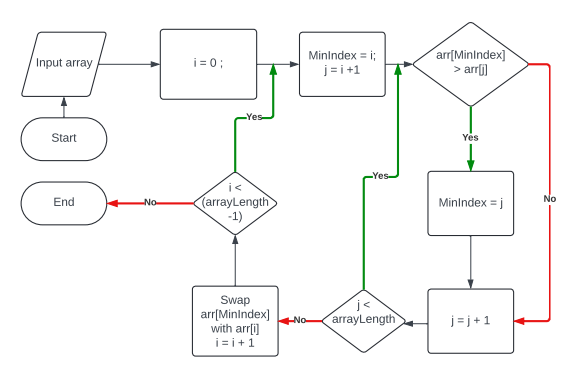 Input array
i = 0 ;
MinIndex = i;
j = i +1
arr[MinIndex]
> arr[j]
Start
Yes
Yes
End
No
i <
(arrayLength
-1)
Yes
MinIndex = j
No
Swap
arr[MinIndex]
with arr[i]
i = i + 1
No
j <
arrayLength
j = j + 1